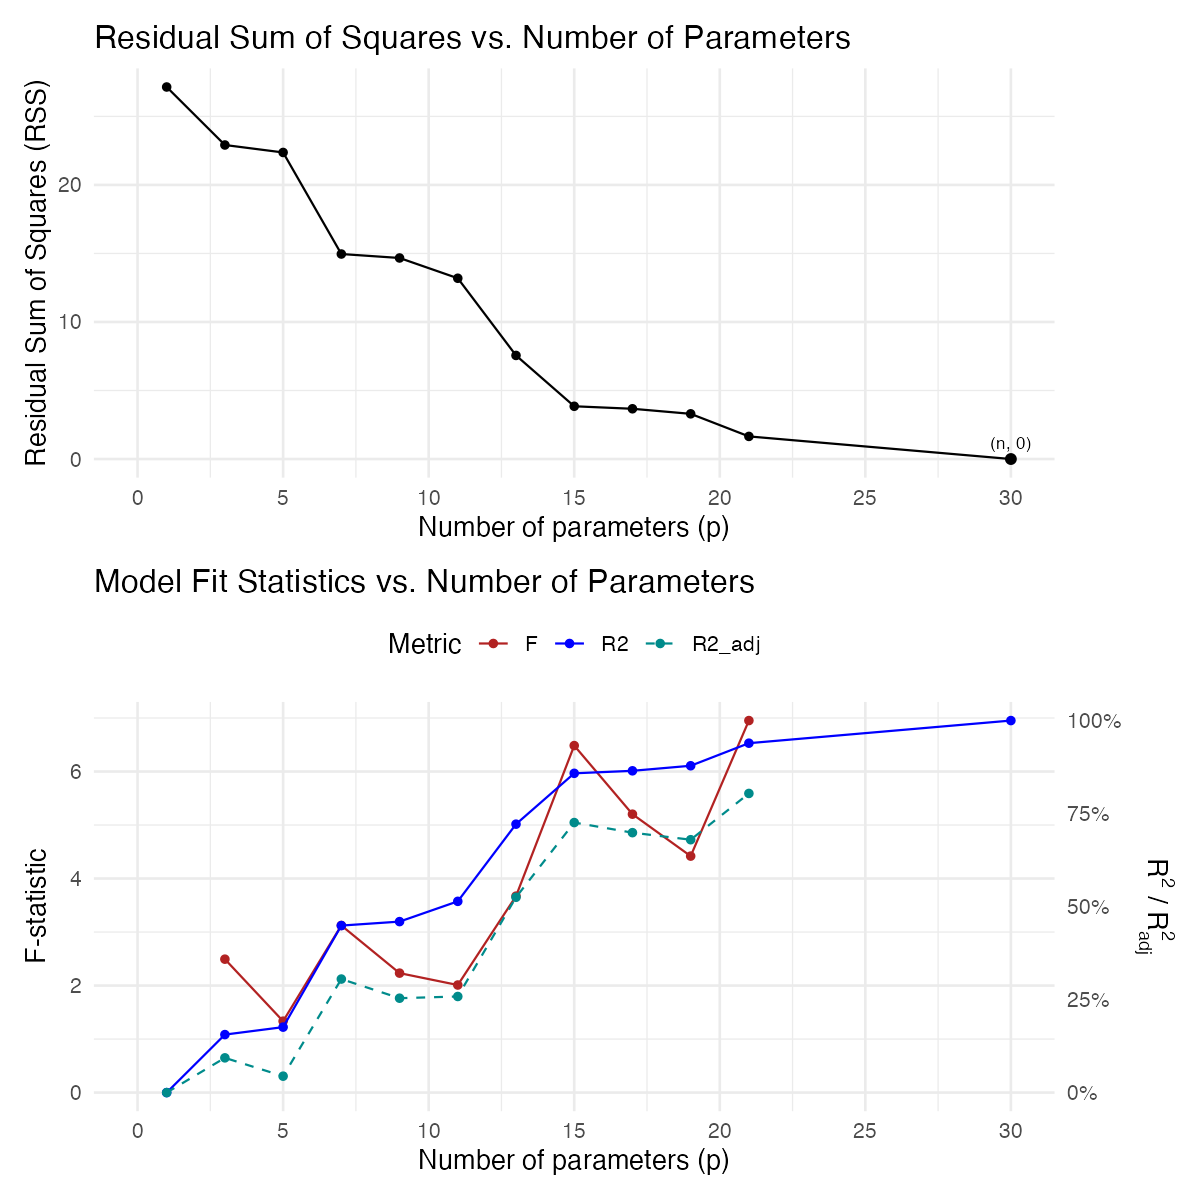 Residual Sum of Squares vs. Number of Parameters
Residual Sum of Squares (RSS)
20
10
0
(n, 0)
0 5 10 15 20 25 30
Number of parameters (p)
Model Fit Statistics vs. Number of Parameters
Metric F R2 R2_adj
F-statistic
6
4
2
0
100%
75%
50%
25%
0%
R² / R²adj
0 5 10 15 20 25 30
Number of parameters (p)